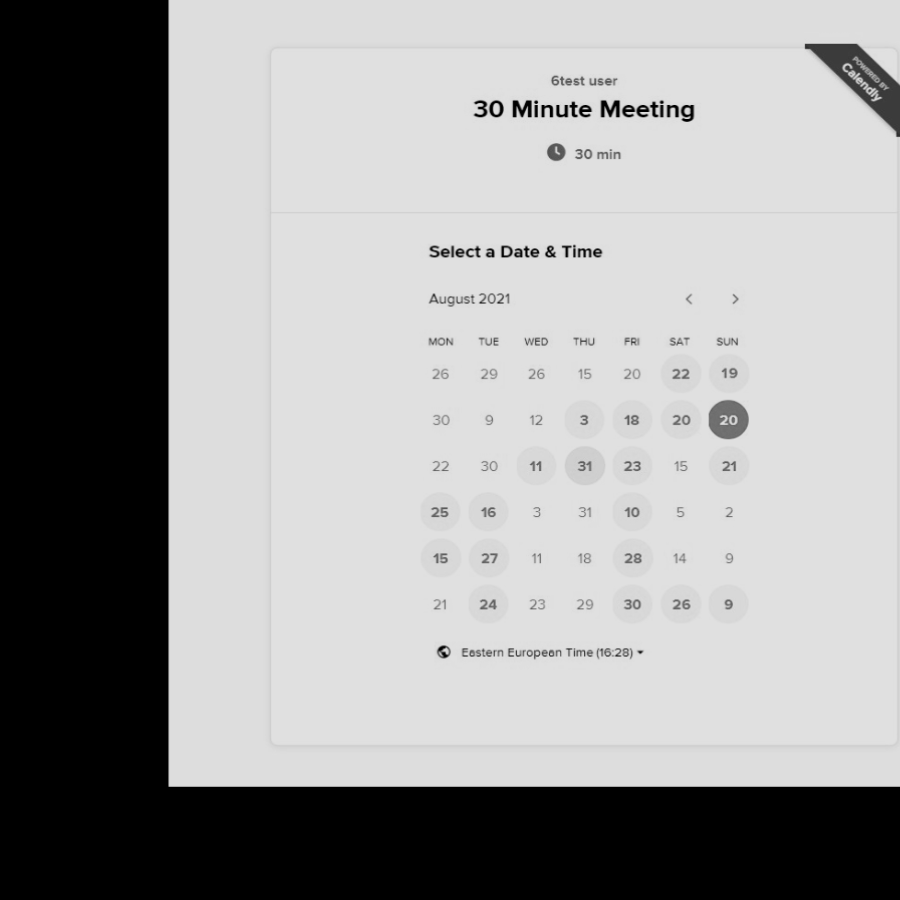 POWERED BY
Calendly
6test user
30 Minute Meeting
30 min
Select a Date & Time
August 2021
MON TUE WED THU FRI SAT SUN
26 29 26 15 20 22 19
30 9 12 3 18 20 20
22 30 11 31 23 15 21
25 16 3 31 10 5 2
15 27 11 18 28 14 9
21 24 23 29 30 26 9
Eastern European Time (16:28)